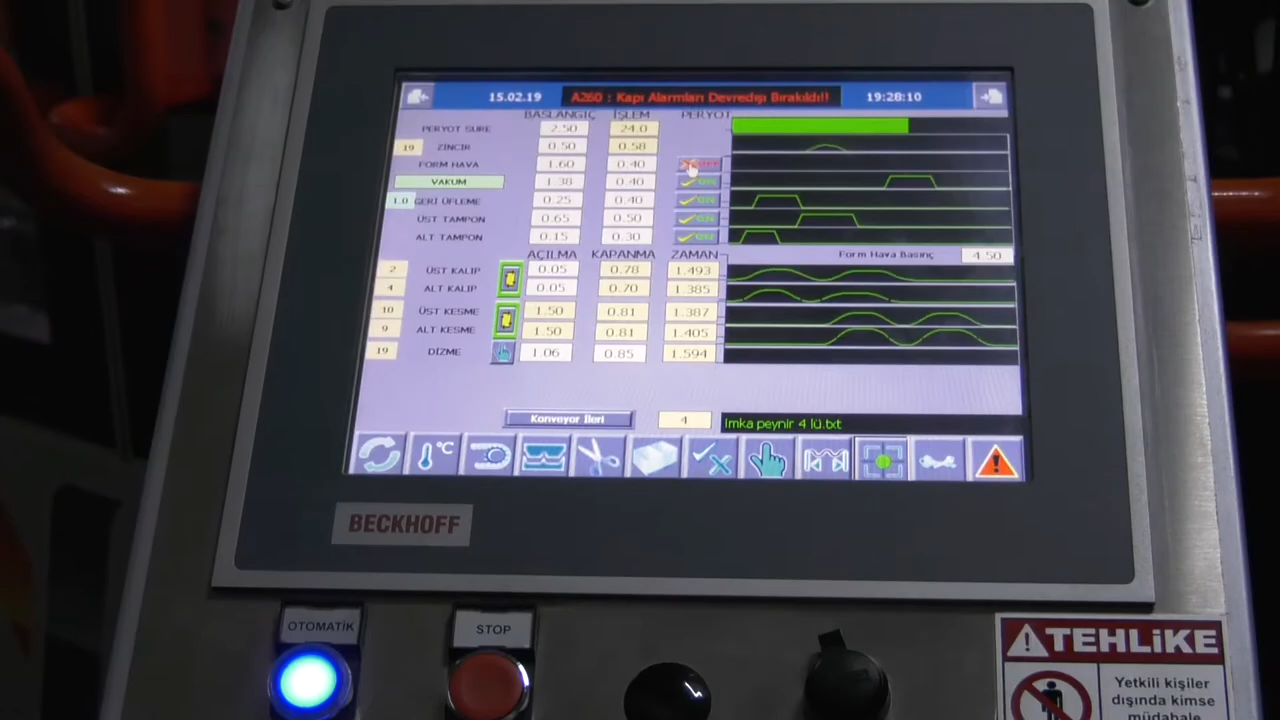 15.02.19 A260 : Kapı Alarmları Devredışı Bırakıldı!! 19:28:10
BAŞLANGIÇ İŞLEM PERYOT
PERYOT SURE 2.50 24.0
19 ZİNCİR 0.50 0.58
FORM HAVA 1.60 0.40
VAKUM 1.38 0.40 ON
1.0 GERİ ÜFLEME 0.25 0.40 ON
ÜST TAMPON 0.65 0.50 ON
ALT TAMPON 0.15 0.30 ON
AÇILMA KAPANMA ZAMAN Form Hava Basınç 4.50
2 ÜST KALIP 0.05 0.78 1.493
4 ALT KALIP 0.05 0.70 1.385
10 ÜST KESME 1.50 0.81 1.387
9 ALT KESME 1.50 0.81 1.405
19 DİZME 1.06 0.85 1.594
Konveyor İleri 4 Imka peynir 4 lü.txt
°C
BECKHOFF
OTOMATİK STOP
TEHLİKE
Yetkili kişiler
dışında kimse
müdahale